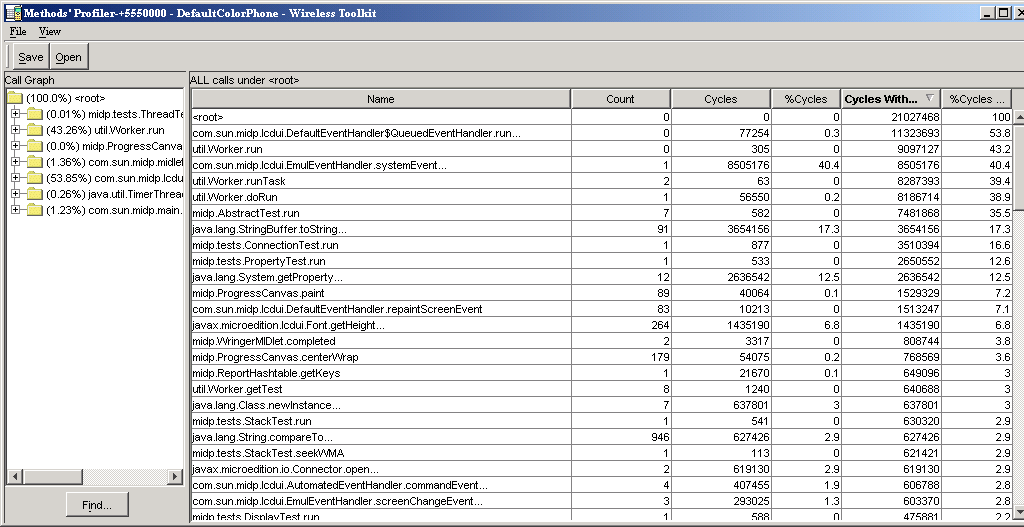 Methods' Profiler-+5550000 - DefaultColorPhone - Wireless Toolkit
File View
Save Open
Call Graph
(100.0%) <root>
(0.01%) midp.tests.ThreadTe
(43.26%) util.Worker.run
(0.0%) midp.ProgressCanva
(1.36%) com.sun.midp.midlet
(53.85%) com.sun.midp.lcdu
(0.26%) java.util.TimerThrea
(1.23%) com.sun.midp.main.
Find...
ALL calls under <root>
Name Count Cycles %Cycles Cycles With... %Cycles ...
<root> 0 0 0 21027468 100
com.sun.midp.lcdui.DefaultEventHandler$QueuedEventHandler.run... 0 77254 0.3 11323693 53.8
util.Worker.run 0 305 0 9097127 43.2
com.sun.midp.lcdui.EmulEventHandler.systemEvent... 1 8505176 40.4 8505176 40.4
util.Worker.runTask 2 63 0 8287393 39.4
util.Worker.doRun 1 56550 0.2 8186714 38.9
midp.AbstractTest.run 7 582 0 7481868 35.5
java.lang.StringBuffer.toString... 91 3654156 17.3 3654156 17.3
midp.tests.ConnectionTest.run 1 877 0 3510394 16.6
midp.tests.PropertyTest.run 1 533 0 2650552 12.6
java.lang.System.getProperty... 12 2636542 12.5 2636542 12.5
midp.ProgressCanvas.paint 89 40064 0.1 1529329 7.2
com.sun.midp.lcdui.DefaultEventHandler.repaintScreenEvent 83 10213 0 1513247 7.1
javax.microedition.lcdui.Font.getHeight... 264 1435190 6.8 1435190 6.8
midp.WringerMIDlet.completed 2 3317 0 808744 3.8
midp.ProgressCanvas.centerWrap 179 54075 0.2 768569 3.6
midp.ReportHashtable.getKeys 1 21670 0.1 649096 3
util.Worker.getTest 8 1240 0 640688 3
java.lang.Class.newInstance... 7 637801 3 637801 3
midp.tests.StackTest.run 1 541 0 630320 2.9
java.lang.String.compareTo... 946 627426 2.9 627426 2.9
midp.tests.StackTest.seekWMA 1 113 0 621421 2.9
javax.microedition.io.Connector.open... 2 619130 2.9 619130 2.9
com.sun.midp.lcdui.AutomatedEventHandler.commandEvent... 4 407455 1.9 606788 2.8
com.sun.midp.lcdui.EmulEventHandler.screenChangeEvent... 3 293025 1.3 603370 2.8
midp.tests.DisplayTest.run 1 588 0 475881 2.2